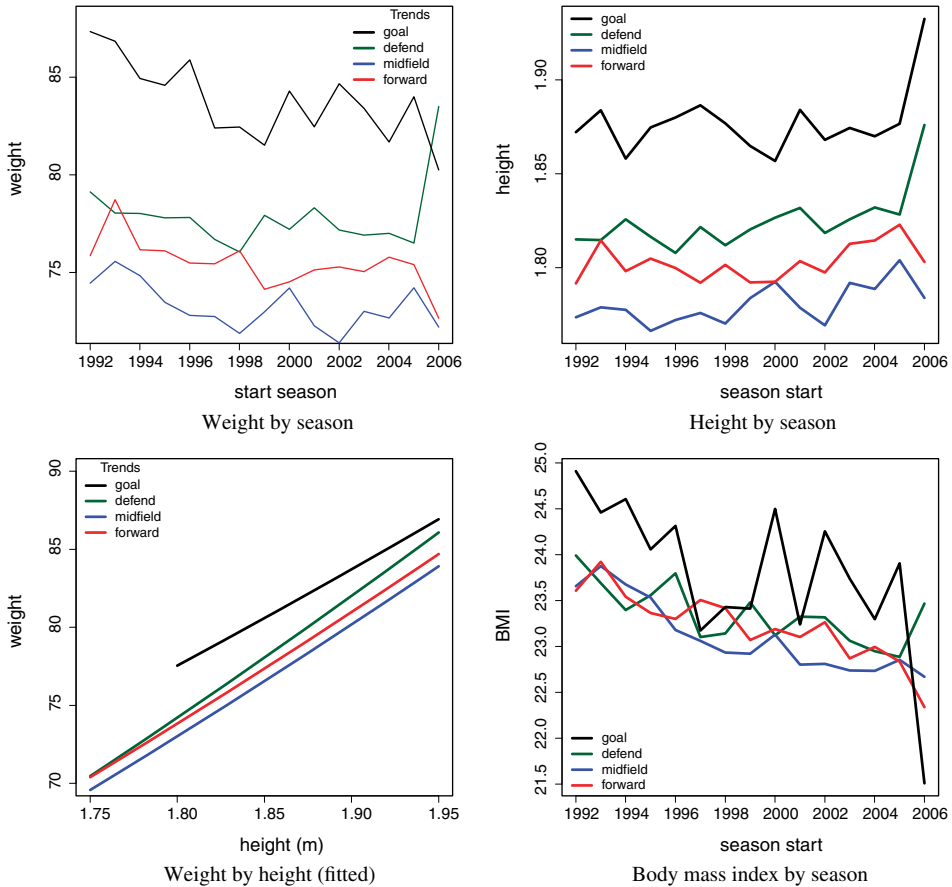 Trends
goal
defend
midfield
forward
weight
85
80
75
1992 1994 1996 1998 2000 2002 2004 2006
start season
Weight by season
goal
defend
midfield
forward
height
1.90
1.85
1.80
1992 1994 1996 1998 2000 2002 2004 2006
season start
Height by season
Trends
goal
defend
midfield
forward
weight
90
85
80
75
70
1.75 1.80 1.85 1.90 1.95
height (m)
Weight by height (fitted)
BMI
25.0
24.5
24.0
23.5
23.0
22.5
22.0
21.5
goal
defend
midfield
forward
1992 1994 1996 1998 2000 2002 2004 2006
season start
Body mass index by season